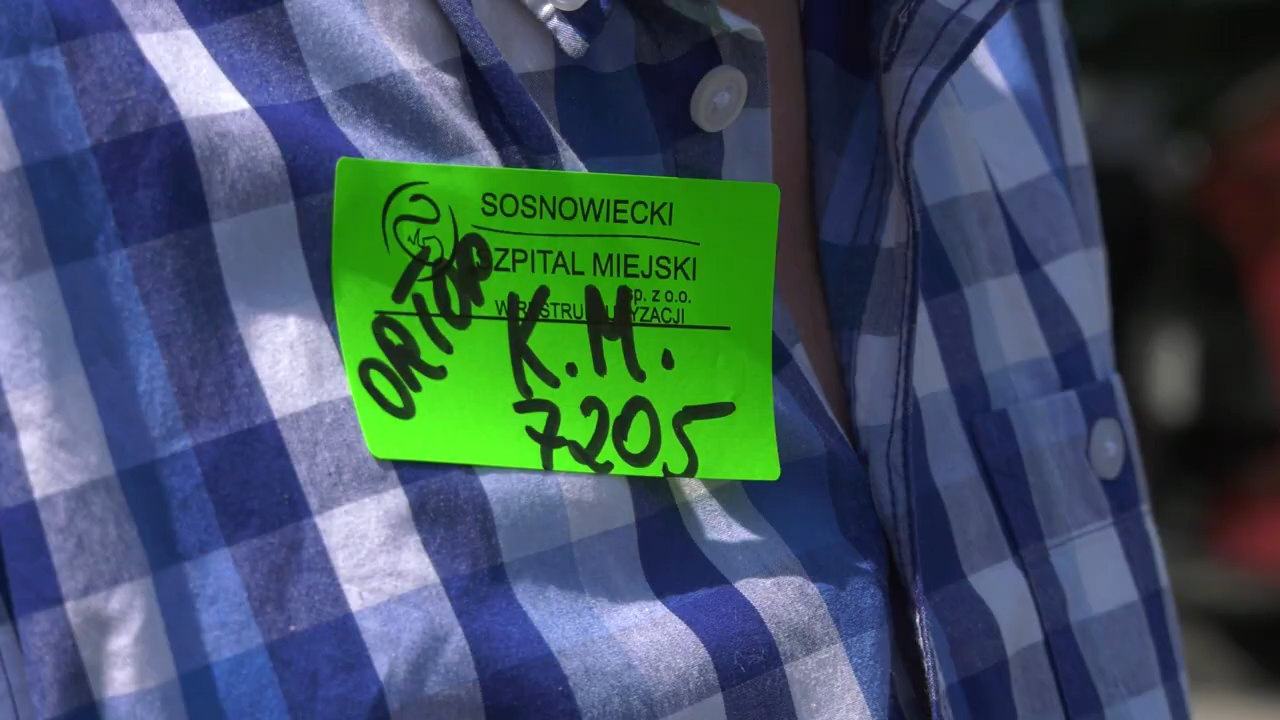 SOSNOWIECKI
SZPITAL MIEJSKI
sp. z o.o.
W RESTRUKTURYZACJI
ORTOP
K.M.
7205